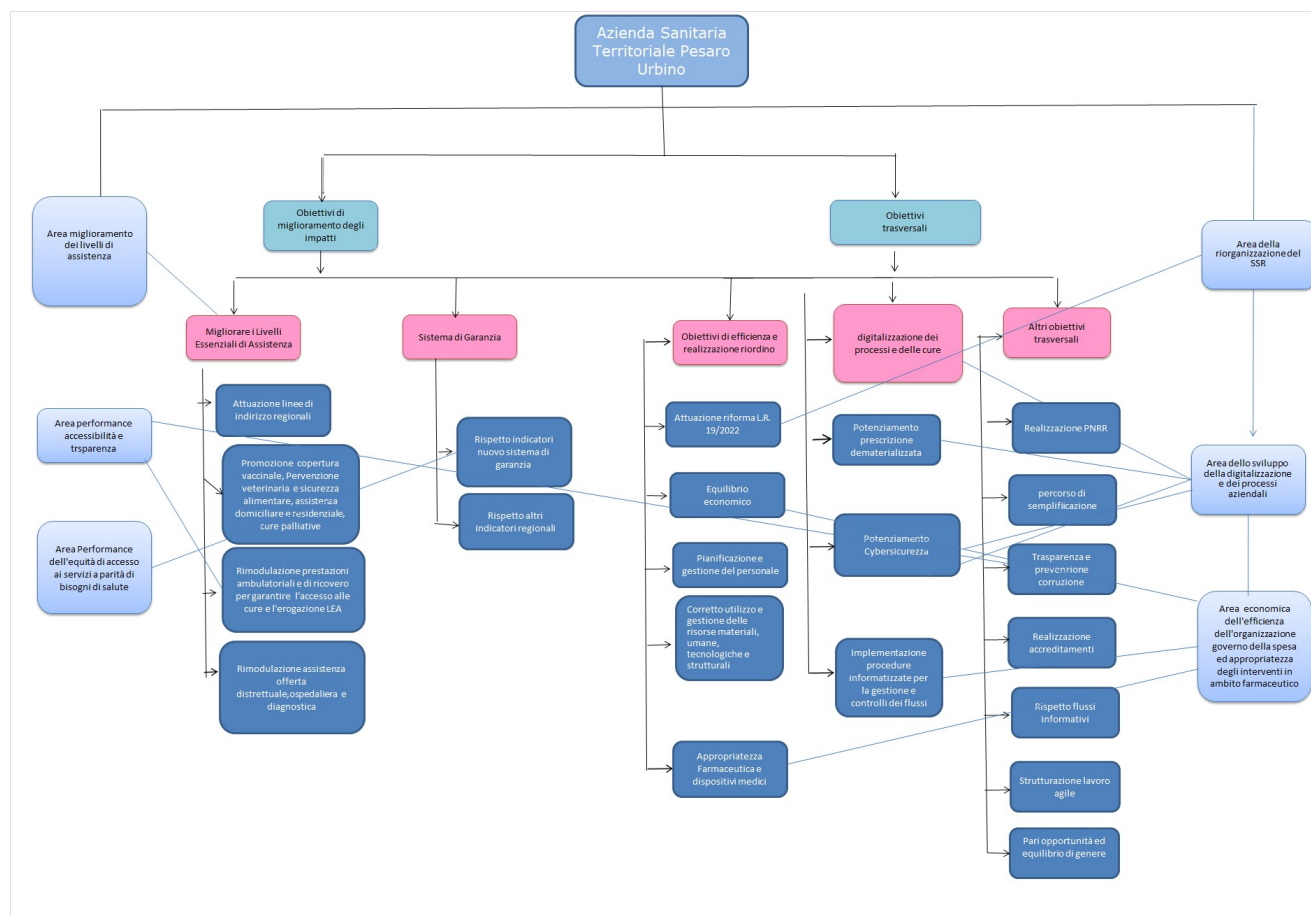 Azienda Sanitaria
Territoriale Pesaro
Urbino
Obiettivi di
miglioramento degli
impatti
Obiettivi
trasversali
Area miglioramento
dei livelli di
assistenza
Area della
riorganizzazione del
SSR
Migliorare i Livelli
Essenziali di Assistenza
Sistema di Garanzia
Obiettivi di efficienza e
realizzazione riordino
digitalizzazione dei
processi e delle cure
Altri obiettivi
trasversali
Area performance
accessibilità e
trsparenza
Area Performance
dell'equità di accesso
ai servizi a parità di
bisogni di salute
Attuazione linee di
indirizzo regionali
Promozione copertura
vaccinale, Pervenzione
veterinaria e sicurezza
alimentare, assistenza
domiciliare e residenziale,
cure palliative
Rimodulazione prestazioni
ambulatoriali e di ricovero
per garantire l'accesso alle
cure e l'erogazione LEA
Rimodulazione assistenza
offerta
distrettuale,ospedaliera e
diagnostica
Rispetto indicatori
nuovo sistema di
garanzia
Rispetto altri
indicatori regionali
Attuazione riforma L.R.
19/2022
Equilibrio
economico
Pianificazione e
gestione del personale
Corretto utilizzo e
gestione delle
risorse materiali,
umane,
tecnologiche e
strutturali
Appropriatezza
Farmaceutica e
dispositivi medici
Potenziamento
prescrizione
dematerializzata
Potenziamento
Cybersicurezza
Implementazione
procedure
informatizzate per
la gestione e
controlli dei flussi
Realizzazione PNRR
percorso di
semplifiicazione
Trasparenza e
prevenzione
corruzione
Realizzazione
accreditamenti
Rispetto flussi
informativi
Strutturazione lavoro
agile
Pari opportunità ed
equilibrio di genere
Area dello sviluppo
della digitalizzazione
e dei processi
aziendali
Area economica
dell'efficienza
dell'organizzazione
governo della spesa
ed appropriatezza
degli interventi in
ambito farmaceutico